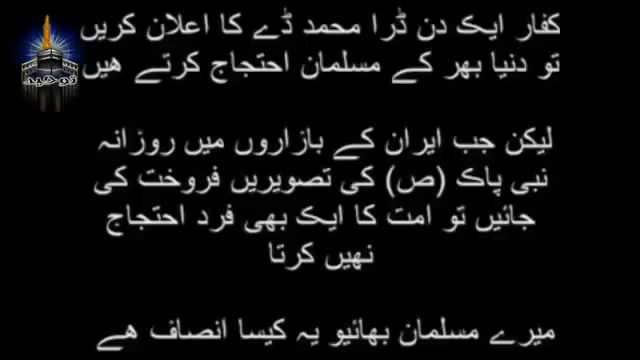 کفار ایک دن ڈرا محمد ڈے کا اعلان کریں
تو دنیا بھر کے مسلمان احتجاج کرتے ھیں
لیکن جب ایران کے بازاروں میں روزانہ
نبی پاک (ص) کی تصویریں فروخت کی
جائیں تو امت کا ایک بھی فرد احتجاج
نھیں کرتا
میرے مسلمان بھائیو یہ کیسا انصاف ھے
توحید